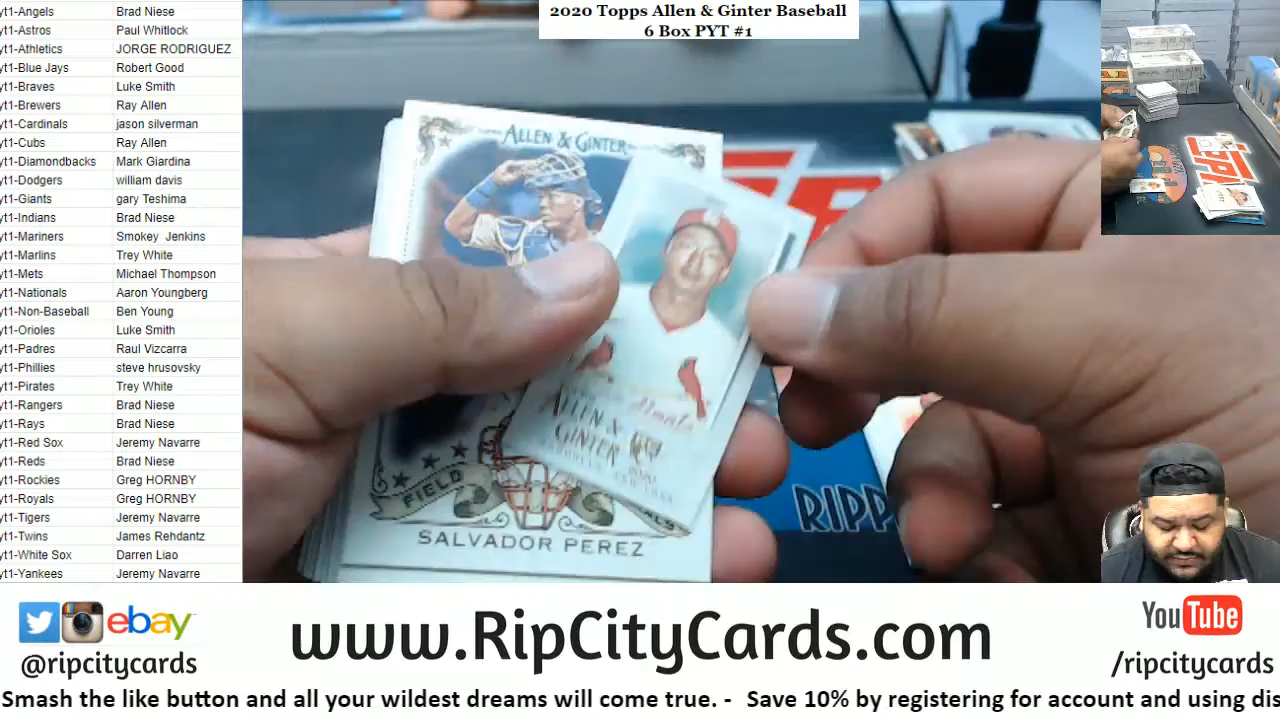 2020 Topps Allen & Ginter Baseball
6 Box PYT #1
yt1-Angels Brad Niese
yt1-Astros Paul Whitlock
yt1-Athletics JORGE RODRIGUEZ
yt1-Blue Jays Robert Good
yt1-Braves Luke Smith
yt1-Brewers Ray Allen
yt1-Cardinals jason silverman
yt1-Cubs Ray Allen
yt1-Diamondbacks Mark Giardina
yt1-Dodgers william davis
yt1-Giants gary Teshima
yt1-Indians Brad Niese
yt1-Mariners Smokey Jenkins
yt1-Marlins Trey White
yt1-Mets Michael Thompson
yt1-Nationals Aaron Youngberg
yt1-Non-Baseball Ben Young
yt1-Orioles Luke Smith
yt1-Padres Raul Vizcarra
yt1-Phillies steve hrusovsky
yt1-Pirates Trey White
yt1-Rangers Brad Niese
yt1-Rays Brad Niese
yt1-Red Sox Jeremy Navarre
yt1-Reds Brad Niese
yt1-Rockies Greg HORNBY
yt1-Royals Greg HORNBY
yt1-Tigers Jeremy Navarre
yt1-Twins James Rehdantz
yt1-White Sox Darren Liao
yt1-Yankees Jeremy Navarre
ALLEN & GINTER
FIELD
ALS
SALVADOR PEREZ
ALLEN &
GINTER
RIPP
ebay
@ripcitycards
www.RipCityCards.com
YouTube
/ripcitycards
Smash the like button and all your wildest dreams will come true. - Save 10% by registering for account and using dis